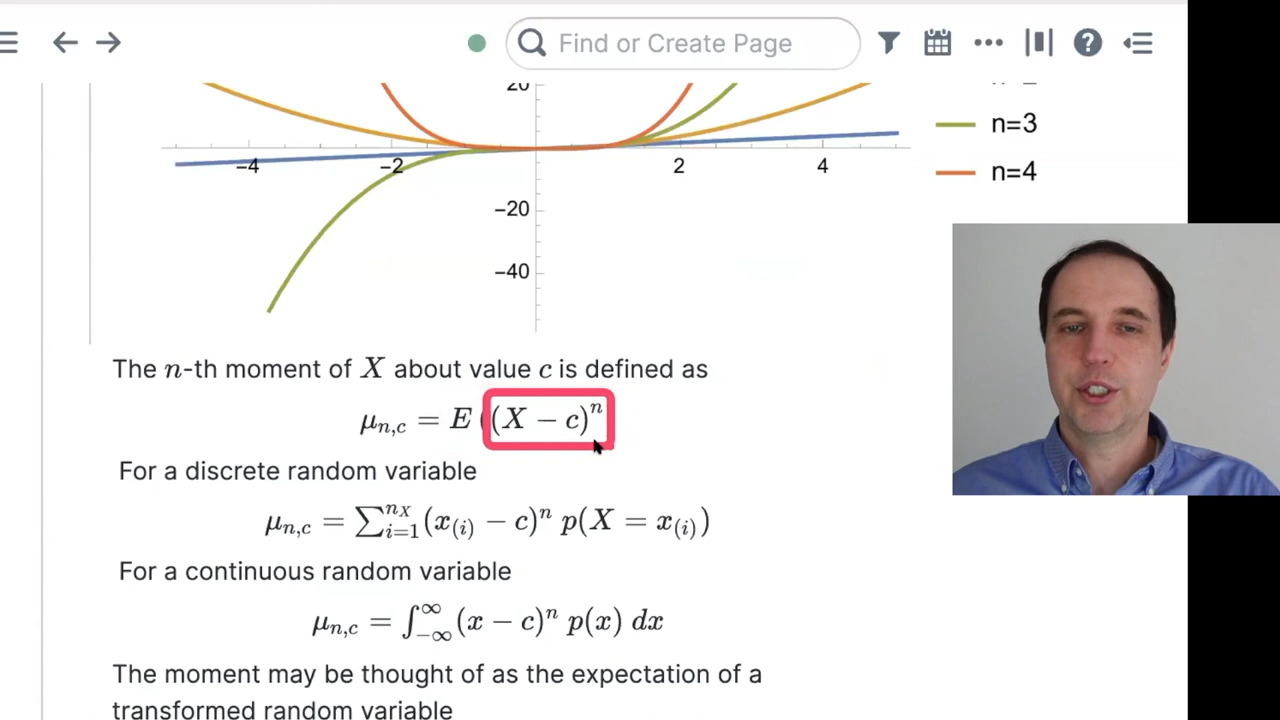 Find or Create Page
20
n=3
−4
−2
2
4
n=4
−20
−40
The n-th moment of X about value c is defined as
μ_{n,c} = E ((X − c)^n
For a discrete random variable
μ_{n,c} = ∑_{i=1}^{n_X} (x_{(i)} − c)^n p(X = x_{(i)})
For a continuous random variable
μ_{n,c} = ∫_{−∞}^{∞} (x − c)^n p(x) dx
The moment may be thought of as the expectation of a
transformed random variable